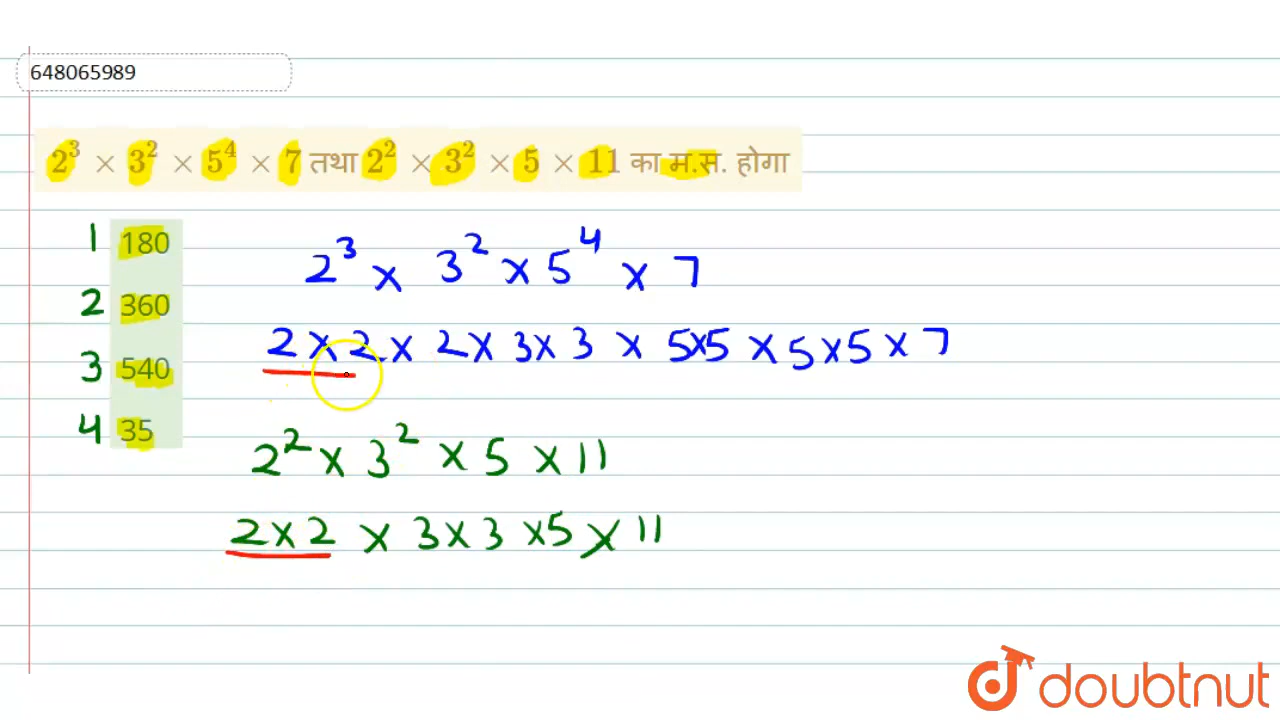 648065989
2³ × 3² × 5⁴ × 7 तथा 2² × 3² × 5 × 11 का म.स. होगा
1 180
2 360
3 540
4 35
2³ × 3² × 5⁴ × 7
2 × 2 × 2 × 3 × 3 × 5 × 5 × 5 × 5 × 7
2² × 3² × 5 × 11
2 × 2 × 3 × 3 × 5 × 11
doubtnut